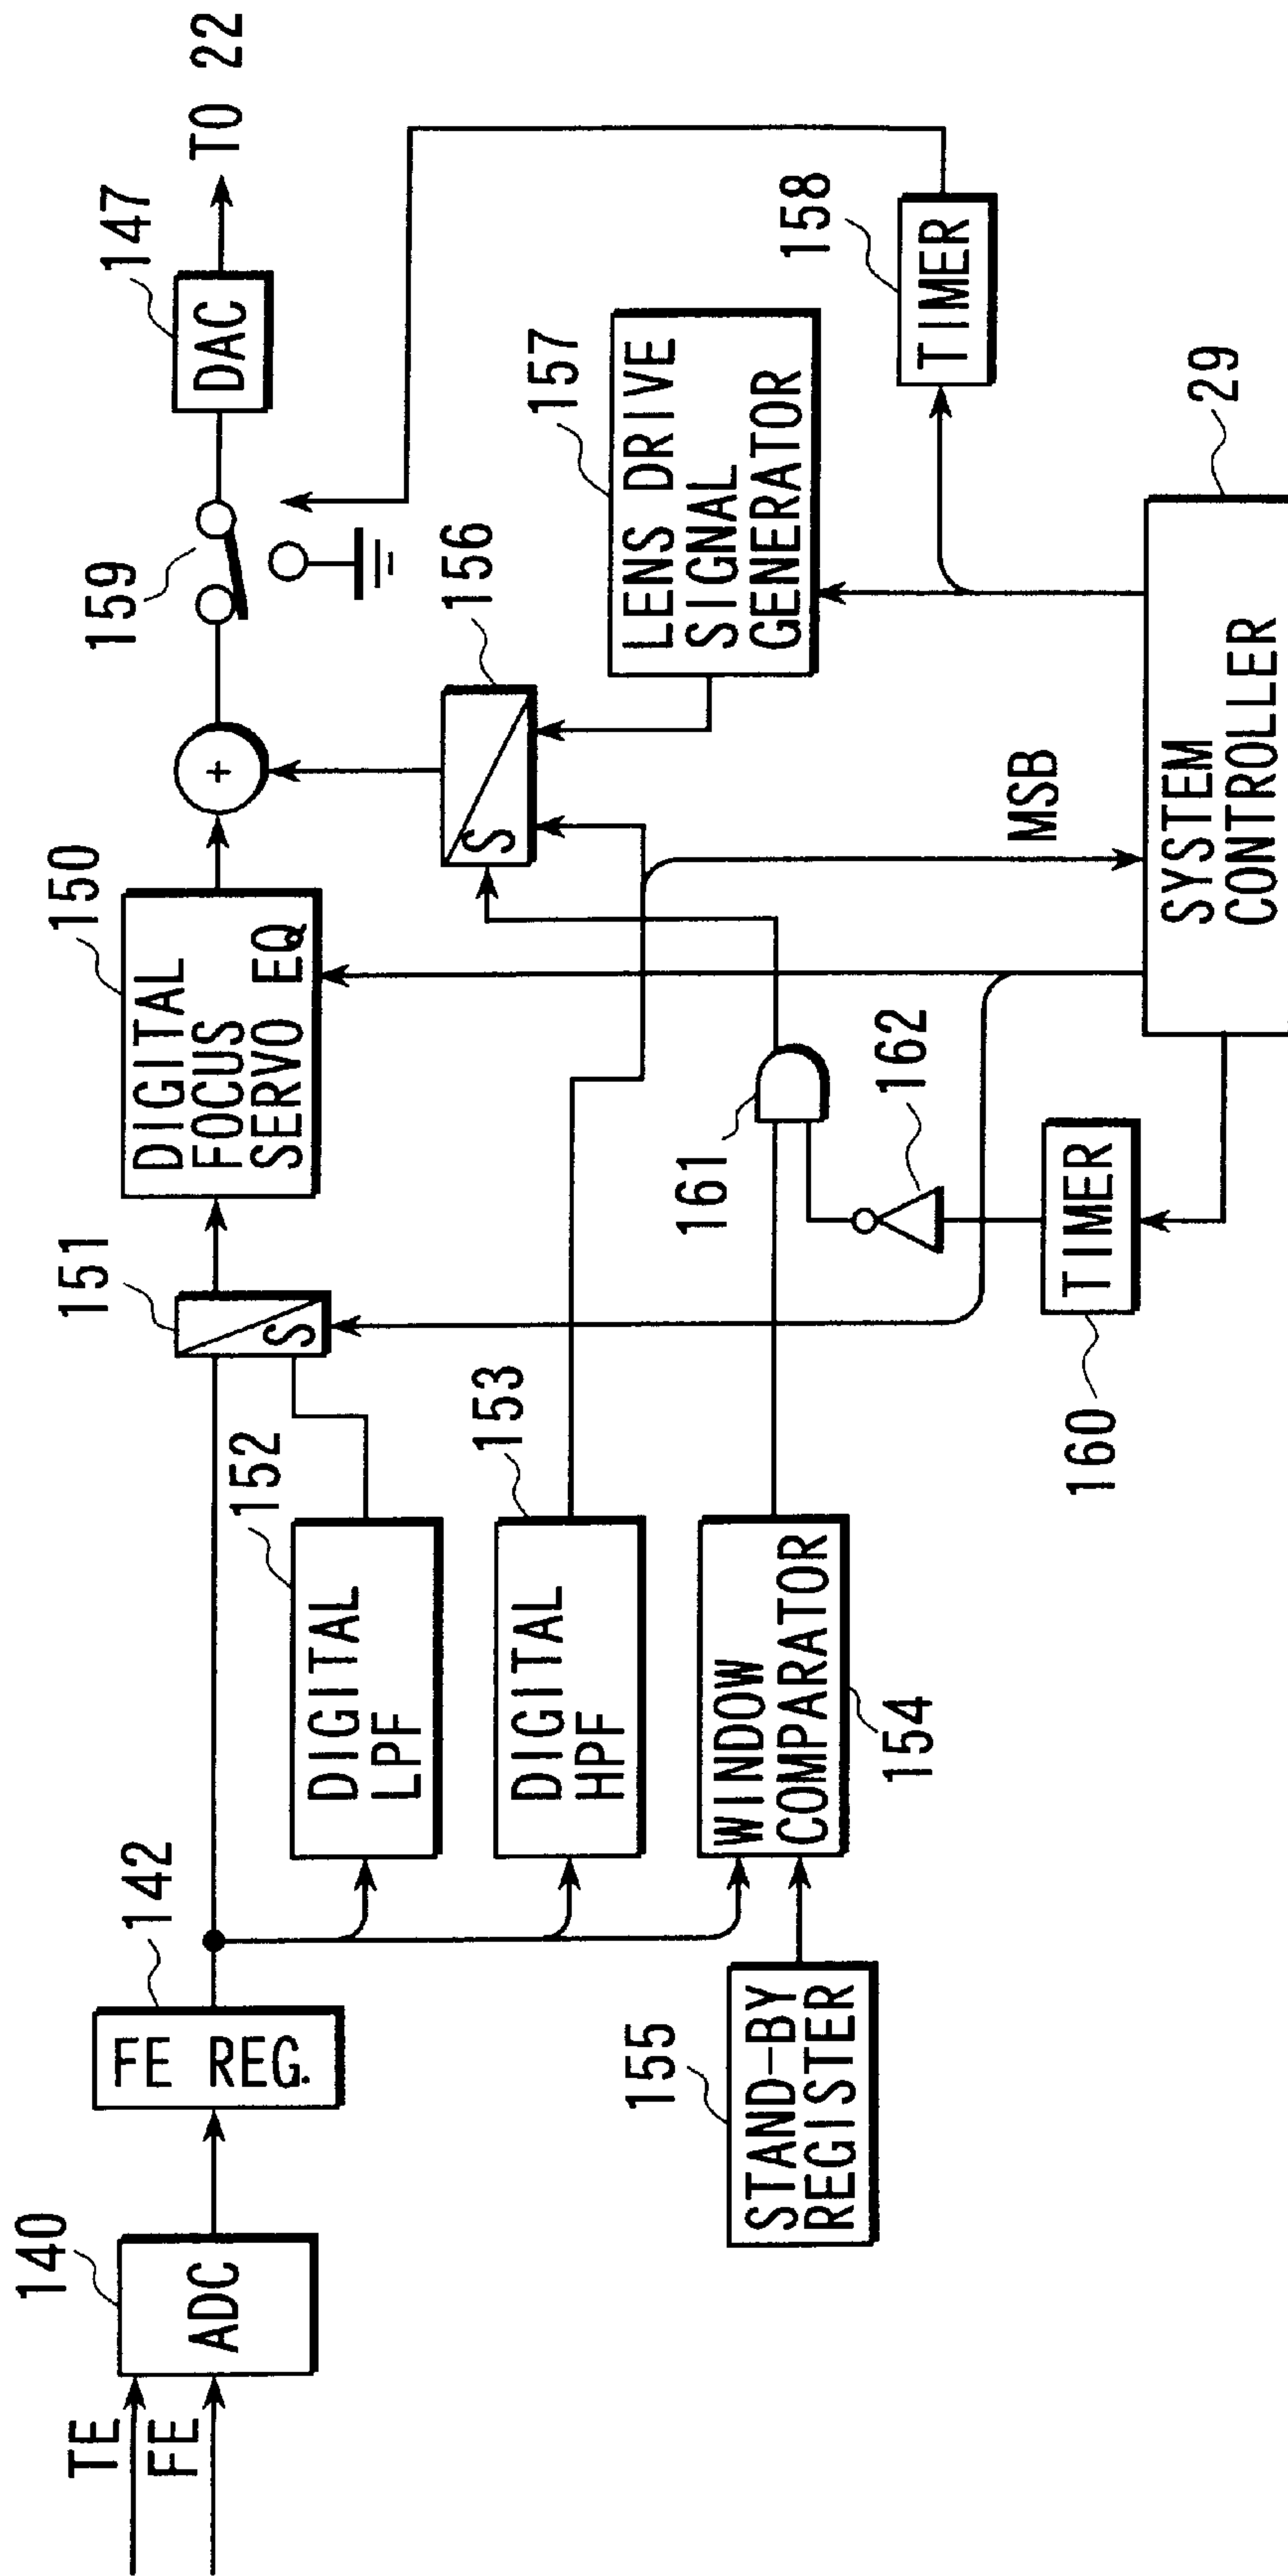 TE
FE
140
ADC
142
FE REG.
151
S
150
DIGITAL
FOCUS
SERVO EQ
+
159
147
DAC
TO 22
152
DIGITAL
LPF
153
DIGITAL
HPF
155
STAND-BY
REGISTER
WINDOW
COMPARATOR
154
161
162
160
TIMER
156
S
157
LENS DRIVE
SIGNAL
GENERATOR
158
TIMER
MSB
29
SYSTEM
CONTROLLER